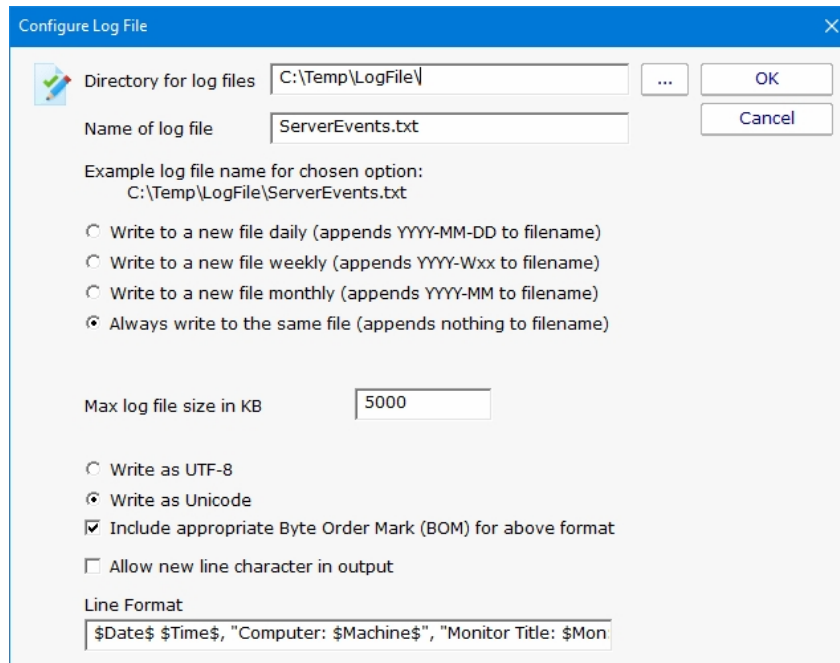 Configure Log File
Directory for log files C:\Temp\LogFile\ ... OK
Name of log file ServerEvents.txt Cancel
Example log file name for chosen option:
C:\Temp\LogFile\ServerEvents.txt
Write to a new file daily (appends YYYY-MM-DD to filename)
Write to a new file weekly (appends YYYY-Wxx to filename)
Write to a new file monthly (appends YYYY-MM to filename)
Always write to the same file (appends nothing to filename)
Max log file size in KB 5000
Write as UTF-8
Write as Unicode
Include appropriate Byte Order Mark (BOM) for above format
Allow new line character in output
Line Format
$Date$ $Time$, "Computer: $Machine$", "Monitor Title: $Mon